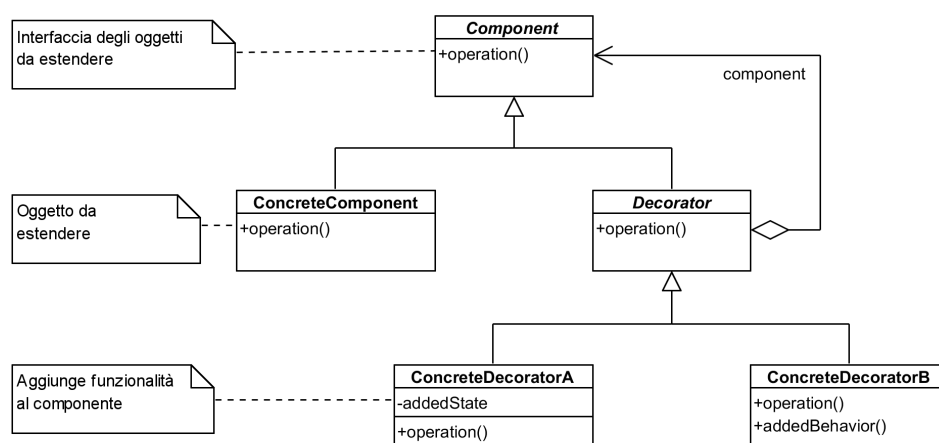 Interfaccia degli oggetti
da estendere
Component
+operation()
component
Oggetto da
estendere
ConcreteComponent
+operation()
Decorator
+operation()
Aggiunge funzionalità
al componente
ConcreteDecoratorA
-addedState
+operation()
ConcreteDecoratorB
+operation()
+addedBehavior()